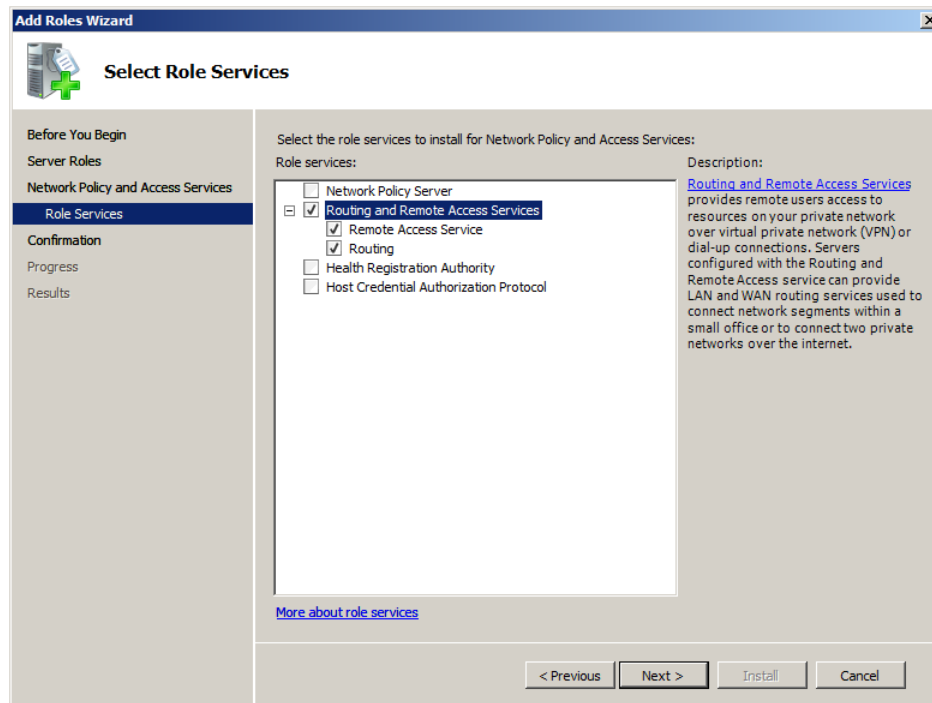 Add Roles Wizard
Select Role Services
Before You Begin
Server Roles
Network Policy and Access Services
Role Services
Confirmation
Progress
Results
Select the role services to install for Network Policy and Access Services:
Role services:
Network Policy Server
Routing and Remote Access Services
Remote Access Service
Routing
Health Registration Authority
Host Credential Authorization Protocol
More about role services
Description:
Routing and Remote Access Services
provides remote users access to
resources on your private network
over virtual private network (VPN) or
dial-up connections. Servers
configured with the Routing and
Remote Access service can provide
LAN and WAN routing services used to
connect network segments within a
small office or to connect two private
networks over the internet.
< Previous
Next >
Install
Cancel